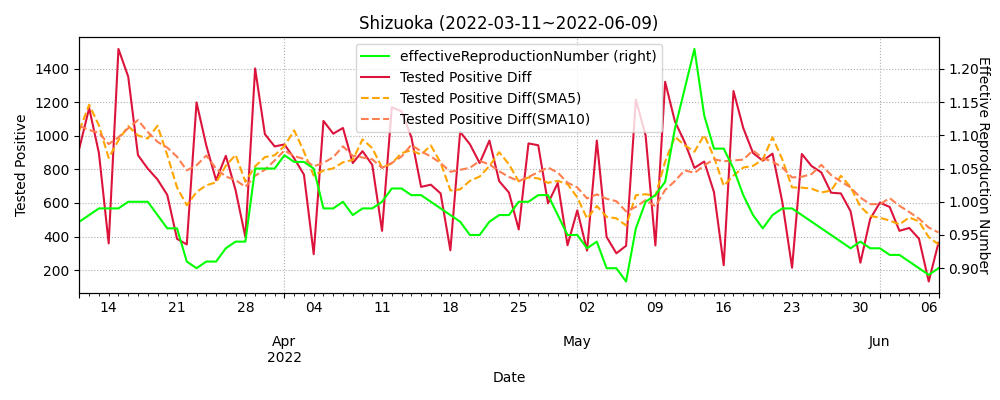 Shizuoka (2022-03-11~2022-06-09)
effectiveReproductionNumber (right)
Tested Positive Diff
Tested Positive Diff(SMA5)
Tested Positive Diff(SMA10)
Tested Positive
1400
1200
1000
800
600
400
200
1.20
1.15
1.10
1.05
1.00
0.95
0.90
Effective Reproduction Number
14 21 28 04 11 18 25 02 09 16 23 30 06
Apr May Jun
2022
Date